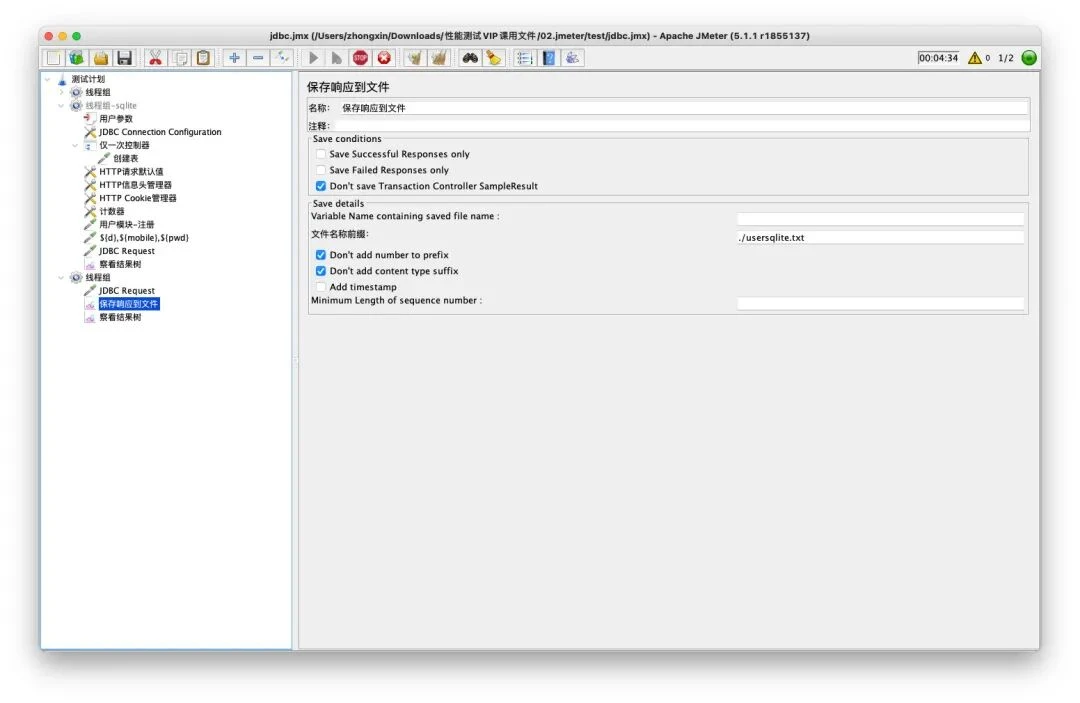 jdbc.jmx (/Users/zhongxin/Downloads/性能测试VIP课用文件/02.jmeter/test/jdbc.jmx) - Apache JMeter (5.1.1 r1855137)
STOP 00:04:34 0 1/2
测试计划
线程组
线程组-sqlite
用户参数
JDBC Connection Configuration
仅一次控制器
创建表
HTTP请求默认值
HTTP信息头管理器
HTTP Cookie管理器
计数器
用户模块-注册
${d},${mobile},${pwd}
JDBC Request
察看结果树
线程组
JDBC Request
保存响应到文件
察看结果树
保存响应到文件
名称: 保存响应到文件
注释:
Save conditions
Save Successful Responses only
Save Failed Responses only
Don't save Transaction Controller SampleResult
Save details
Variable Name containing saved file name :
文件名称前缀: ./usersqlite.txt
Don't add number to prefix
Don't add content type suffix
Add timestamp
Minimum Length of sequence number :